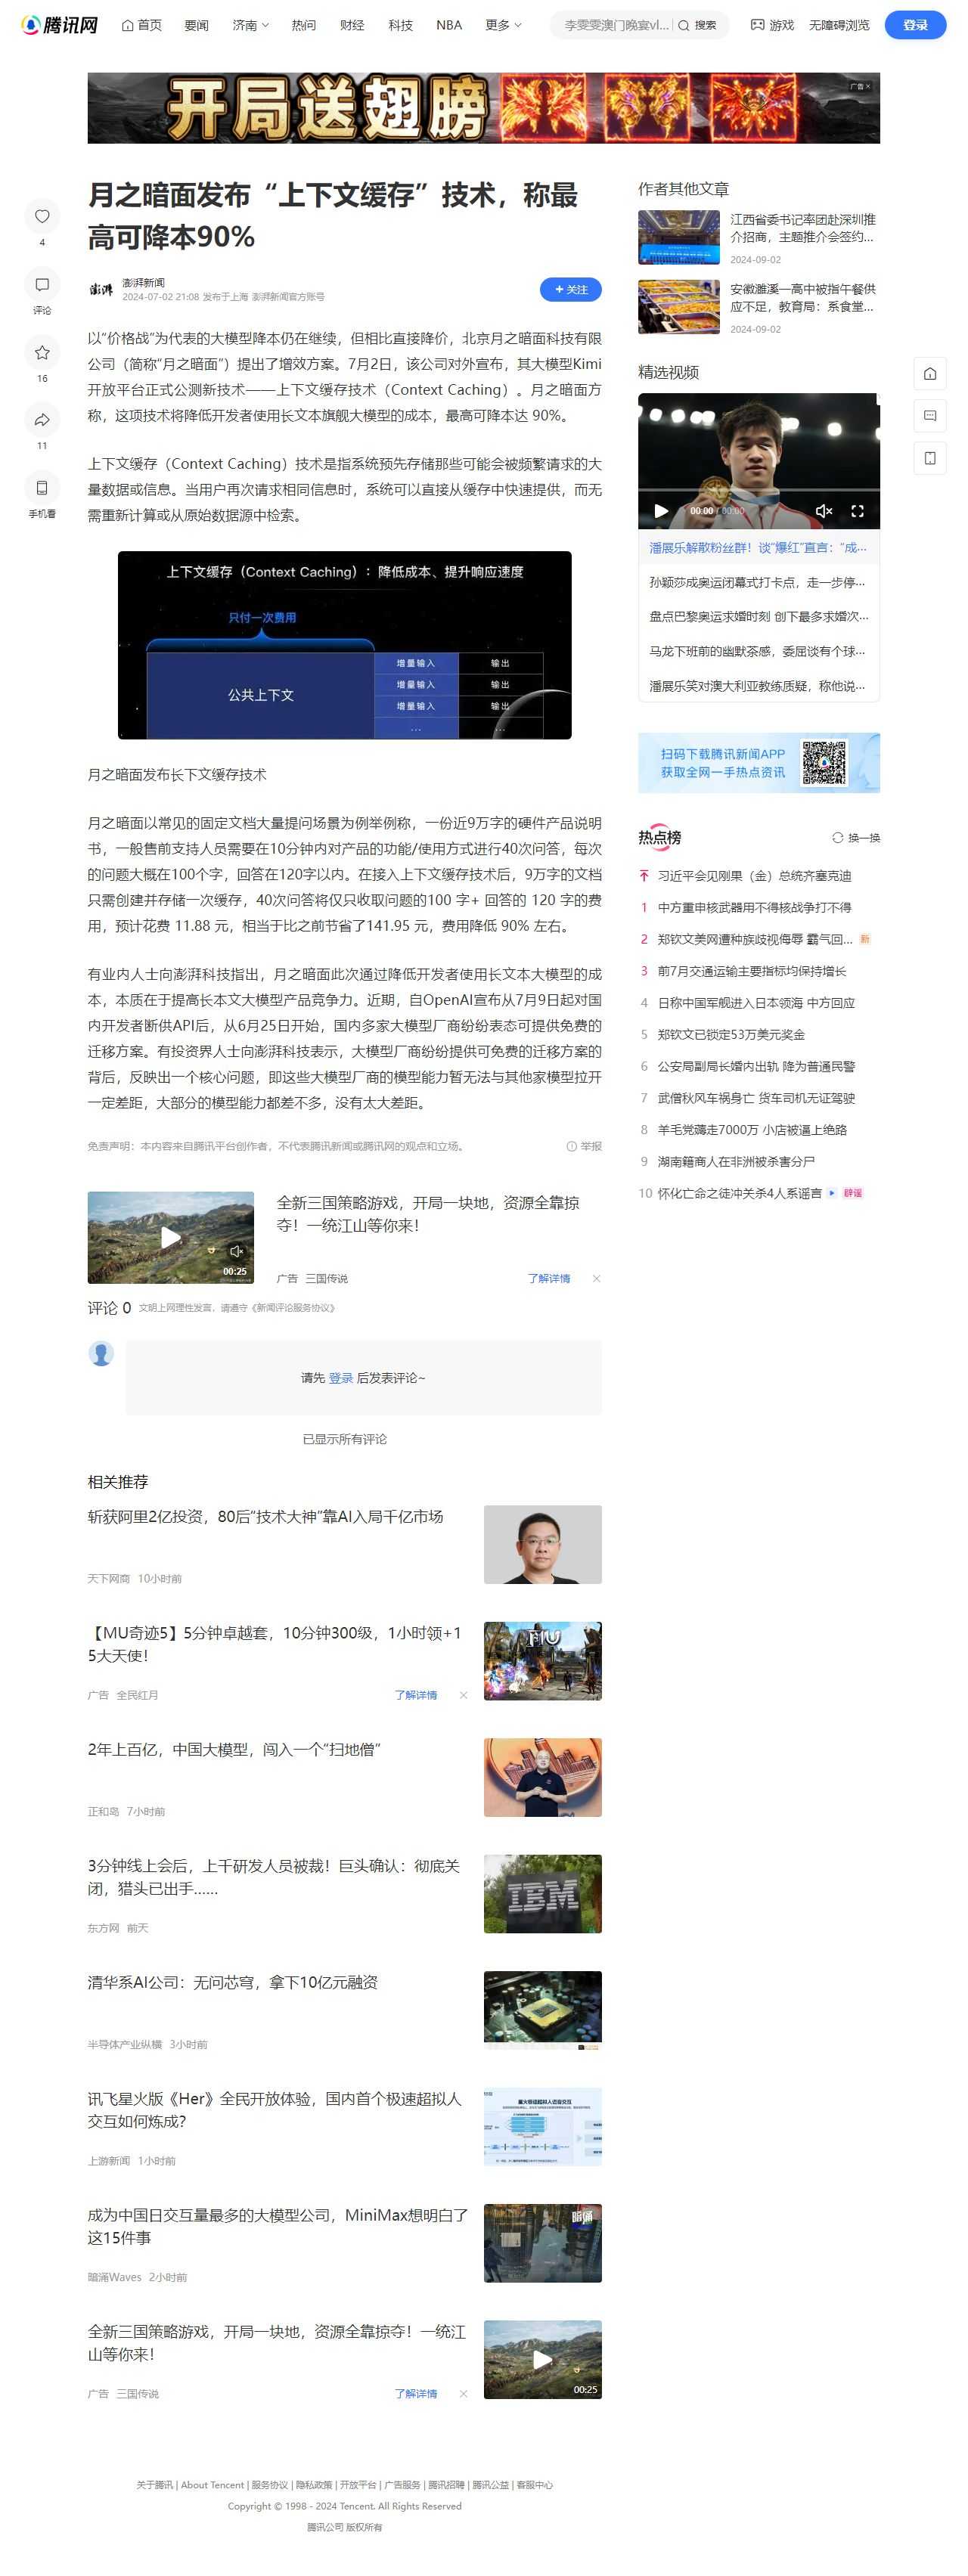 腾讯网 首页 要闻 济南 热问 财经 科技 NBA 更多 李雯雯澳门晚宴vl... 搜索 游戏 无障碍浏览 登录
开局送翅膀 广告
月之暗面发布“上下文缓存”技术，称最
高可降本90%
4
评论
16
11
手机看
澎湃 澎湃新闻
2024-07-02 21:08 发布于上海 澎湃新闻官方账号
+ 关注
以“价格战”为代表的大模型降本仍在继续，但相比直接降价，北京月之暗面科技有限
公司（简称“月之暗面”）提出了增效方案。7月2日，该公司对外宣布，其大模型Kimi
开放平台正式公测新技术——上下文缓存技术（Context Caching）。月之暗面方
称，这项技术将降低开发者使用长文本旗舰大模型的成本，最高可降本达 90%。
上下文缓存（Context Caching）技术是指系统预先存储那些可能会被频繁请求的大
量数据或信息。当用户再次请求相同信息时，系统可以直接从缓存中快速提供，而无
需重新计算或从原始数据源中检索。
上下文缓存（Context Caching）：降低成本、提升响应速度
只付一次费用
公共上下文
增量输入 输出
增量输入 输出
增量输入 输出
... ...
月之暗面发布长下文缓存技术
月之暗面以常见的固定文档大量提问场景为例举例称，一份近9万字的硬件产品说明
书，一般售前支持人员需要在10分钟内对产品的功能/使用方式进行40次问答，每次
的问题大概在100个字，回答在120字以内。在接入上下文缓存技术后，9万字的文档
只需创建并存储一次缓存，40次问答将仅只收取问题的100 字+ 回答的 120 字的费
用，预计花费 11.88 元，相当于比之前节省了141.95 元，费用降低 90% 左右。
有业内人士向澎湃科技指出，月之暗面此次通过降低开发者使用长文本大模型的成
本，本质在于提高长本文大模型产品竞争力。近期，自OpenAI宣布从7月9日起对国
内开发者断供API后，从6月25日开始，国内多家大模型厂商纷纷表态可提供免费的
迁移方案。有投资界人士向澎湃科技表示，大模型厂商纷纷提供可免费的迁移方案的
背后，反映出一个核心问题，即这些大模型厂商的模型能力暂无法与其他家模型拉开
一定差距，大部分的模型能力都差不多，没有太大差距。
免责声明：本内容来自腾讯平台创作者，不代表腾讯新闻或腾讯网的观点和立场。
举报
00:25
全新三国策略游戏，开局一块地，资源全靠掠
夺！一统江山等你来！
广告 三国传说 了解详情
评论 0 文明上网理性发言，请遵守《新闻评论服务协议》
请先 登录 后发表评论~
已显示所有评论
相关推荐
斩获阿里2亿投资，80后“技术大神”靠AI入局千亿市场
天下网商 10小时前
【MU奇迹5】5分钟卓越套，10分钟300级，1小时领+1
5大天使！
广告 全民红月 了解详情
MU
2年上百亿，中国大模型，闯入一个“扫地僧”
正和岛 7小时前
3分钟线上会后，上千研发人员被裁！巨头确认：彻底关
闭，猎头已出手……
东方网 前天
IBM
清华系AI公司：无问芯穹，拿下10亿元融资
半导体产业纵横 3小时前
讯飞星火版《Her》全民开放体验，国内首个极速超拟人
交互如何炼成？
上游新闻 1小时前
星火极速超拟人语音交互
成为中国日交互量最多的大模型公司，MiniMax想明白了
这15件事
暗涌Waves 2小时前
暗涌
全新三国策略游戏，开局一块地，资源全靠掠夺！一统江
山等你来！
广告 三国传说 了解详情
00:25
作者其他文章
江西省委书记率团赴深圳推
介招商，主题推介会签约...
2024-09-02
安徽濉溪一高中被指午餐供
应不足，教育局：系食堂...
2024-09-02
精选视频
00:00 / 00:00
潘展乐解散粉丝群！谈“爆红”直言：“成...
孙颖莎成奥运闭幕式打卡点，走一步停...
盘点巴黎奥运求婚时刻 创下最多求婚次...
马龙下班前的幽默茶感，委屈谈有个球...
潘展乐笑对澳大利亚教练质疑，称他说...
扫码下载腾讯新闻APP
获取全网一手热点资讯
热点榜 换一换
习近平会见刚果（金）总统齐塞克迪
1 中方重申核武器用不得核战争打不得
2 郑钦文美网遭种族歧视侮辱 霸气回... 新
3 前7月交通运输主要指标均保持增长
4 日称中国军舰进入日本领海 中方回应
5 郑钦文已锁定53万美元奖金
6 公安局副局长婚内出轨 降为普通民警
7 武僧秋风车祸身亡 货车司机无证驾驶
8 羊毛党薅走7000万 小店被逼上绝路
9 湖南籍商人在非洲被杀害分尸
10 怀化亡命之徒冲关杀4人系谣言 辟谣
关于腾讯 | About Tencent | 服务协议 | 隐私政策 | 开放平台 | 广告服务 | 腾讯招聘 | 腾讯公益 | 客服中心
Copyright © 1998 - 2024 Tencent. All Rights Reserved
腾讯公司 版权所有